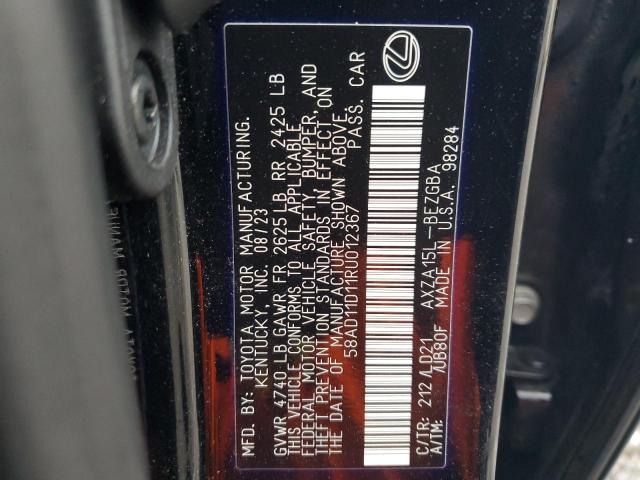 MFD. BY: TOYOTA MOTOR MANUFACTURING.
KENTUCKY, INC. 08/23
GVWR 4740 LB GAWR FR 2625 LB RR 2425 LB
THIS VEHICLE CONFORMS TO ALL APPLICABLE
FEDERAL MOTOR VEHICLE SAFETY, BUMPER, AND
THEFT PREVENTION STANDARDS IN EFFECT ON
THE DATE OF MANUFACTURE SHOWN ABOVE.
58AD11D11RU012367 PASS. CAR
C/TR: 212 /LD21 AXZA15L-BEZGBA
A/TM: /UB80F MADE IN U.S.A. 98284